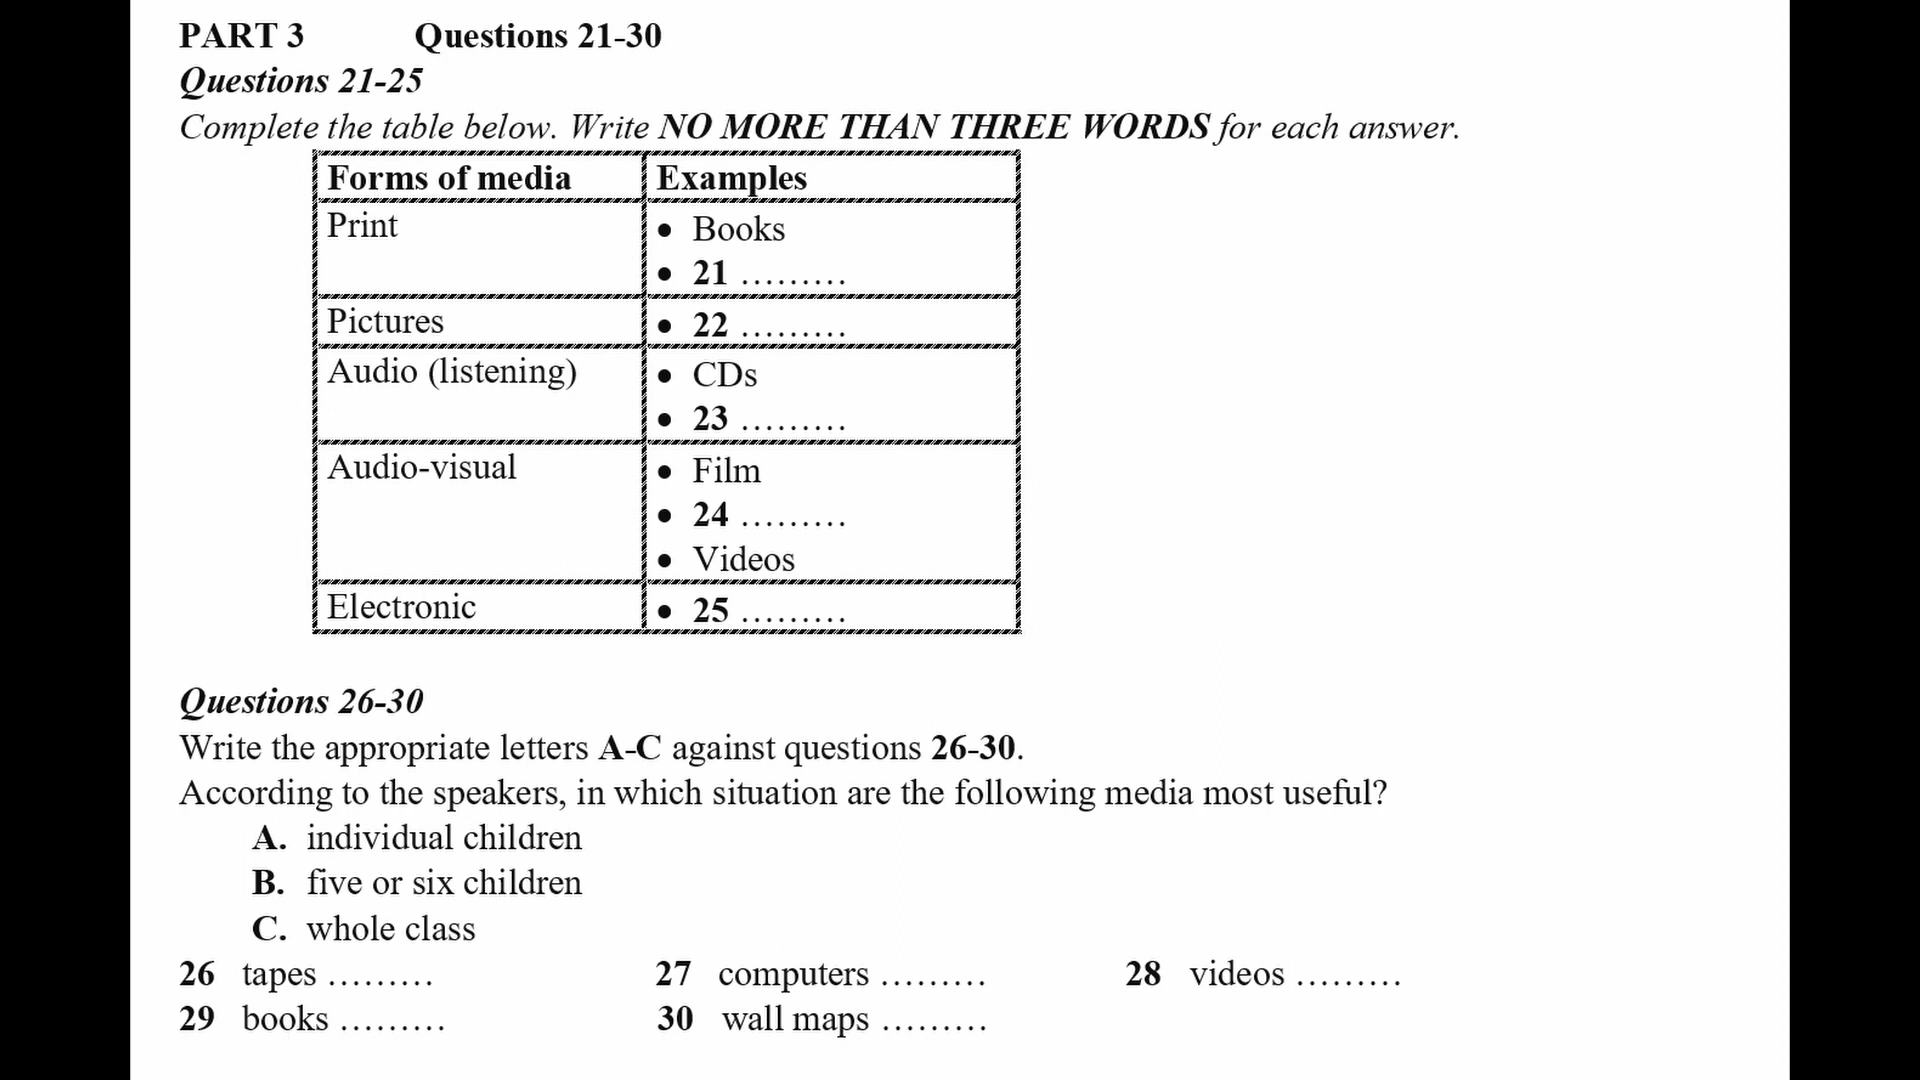 PART 3 Questions 21-30
Questions 21-25
Complete the table below. Write NO MORE THAN THREE WORDS for each answer.
Forms of media Examples
Print • Books
• 21 .........
Pictures • 22 .........
Audio (listening) • CDs
• 23 .........
Audio-visual • Film
• 24 .........
• Videos
Electronic • 25 .........
Questions 26-30
Write the appropriate letters A-C against questions 26-30.
According to the speakers, in which situation are the following media most useful?
A. individual children
B. five or six children
C. whole class
26 tapes ......... 27 computers ......... 28 videos .........
29 books ......... 30 wall maps .........